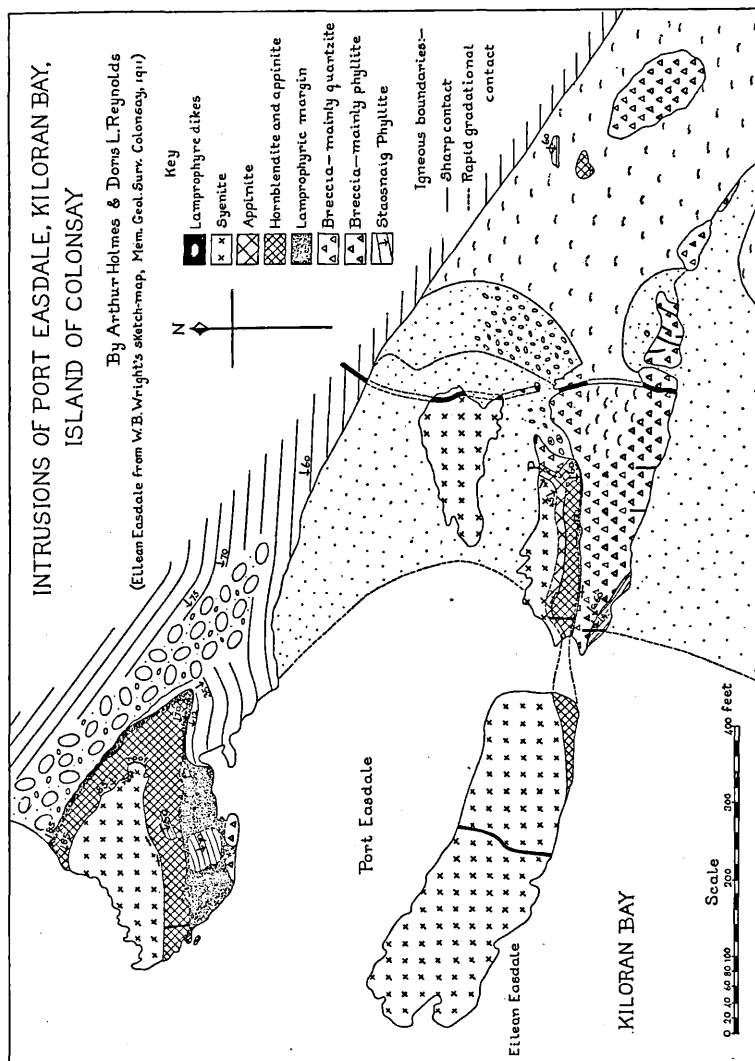 INTRUSIONS OF PORT EASDALE, KILORAN BAY,
ISLAND OF COLONSAY
By Arthur Holmes & Doris L. Reynolds
(Eilean Easdale from W.B. Wright's sketch-map, Mem. Geol. Surv. Colonsay, 1911)
N
Key
Lamprophyre dikes
Syenite
Appinite
Hornblendite and appinite
Lamprophyric margin
Breccia—mainly quartzite
Breccia—mainly phyllite
Staosnaig Phyllite
Igneous boundaries:—
Sharp contact
Rapid gradational
contact
75
70
60
60
P
Port Easdale
Eilean Easdale
KILORAN BAY
Scale
0 20 40 60 80 100 200 300 400 feet